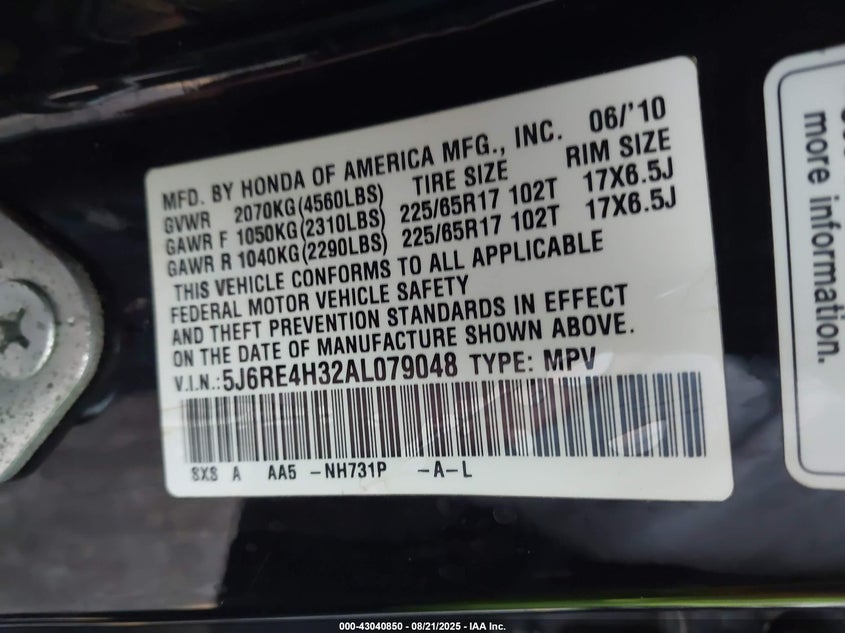 MFD. BY HONDA OF AMERICA MFG., INC. 06/'10
GVWR 2070KG(4560LBS) TIRE SIZE RIM SIZE
GAWR F 1050KG(2310LBS) 225/65R17 102T 17X6.5J
GAWR R 1040KG(2290LBS) 225/65R17 102T 17X6.5J
THIS VEHICLE CONFORMS TO ALL APPLICABLE
FEDERAL MOTOR VEHICLE SAFETY
AND THEFT PREVENTION STANDARDS IN EFFECT
ON THE DATE OF MANUFACTURE SHOWN ABOVE.
V.I.N.:5J6RE4H32AL079048 TYPE: MPV
SXS A AA5 -NH731P -A-L
more information.
000-43040850 - 08/21/2025 - IAA Inc.